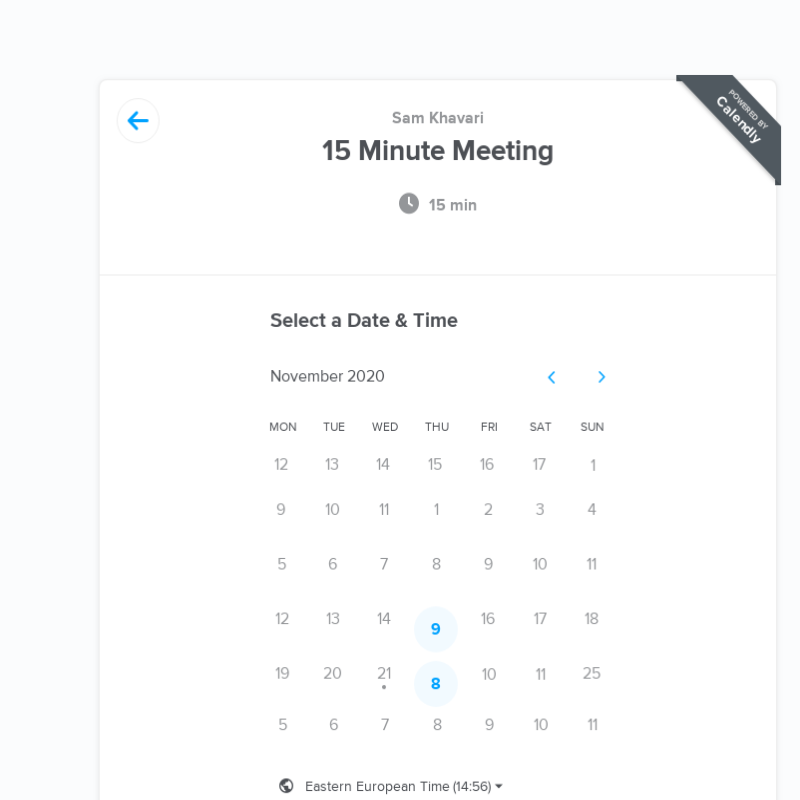 POWERED BY
Calendly
Sam Khavari
15 Minute Meeting
15 min
Select a Date & Time
November 2020
MON TUE WED THU FRI SAT SUN
12 13 14 15 16 17 1
9 10 11 1 2 3 4
5 6 7 8 9 10 11
12 13 14 9 16 17 18
19 20 21 8 10 11 25
5 6 7 8 9 10 11
Eastern European Time (14:56)